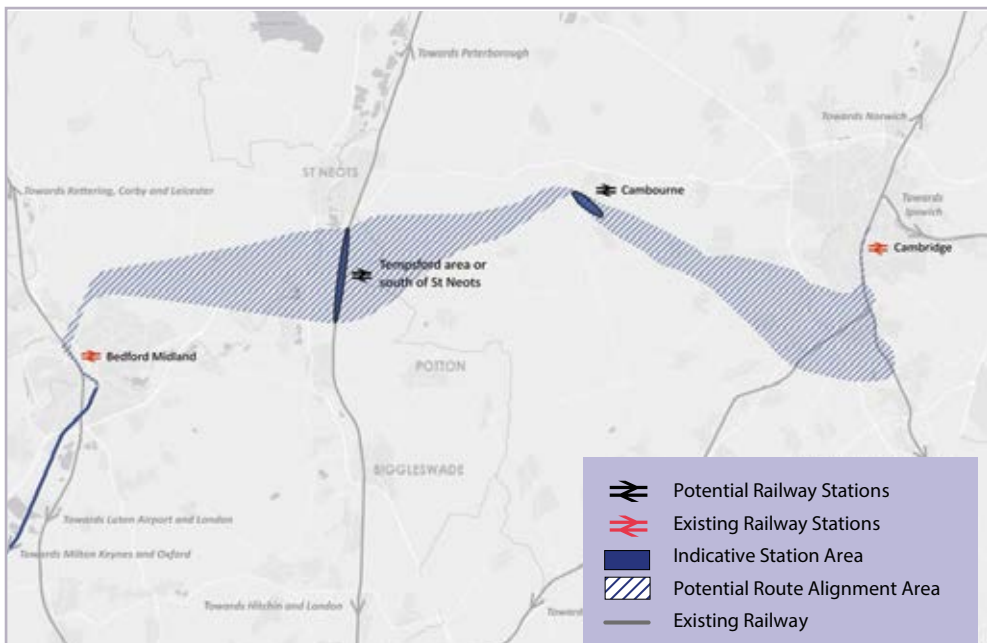 Towards Peterborough
Towards Norwich
ST NEOTS
Towards Kettering, Corby and Leicester
Cambourne
Towards
Ipswich
Cambridge
Tempsford area or
south of St Neots
Bedford Midland
POTTON
BIGGLESWADE
Towards Luton Airport and London
Towards Milton Keynes and Oxford
Towards Hitchin and London
Towards
Potential Railway Stations
Existing Railway Stations
Indicative Station Area
Potential Route Alignment Area
Existing Railway